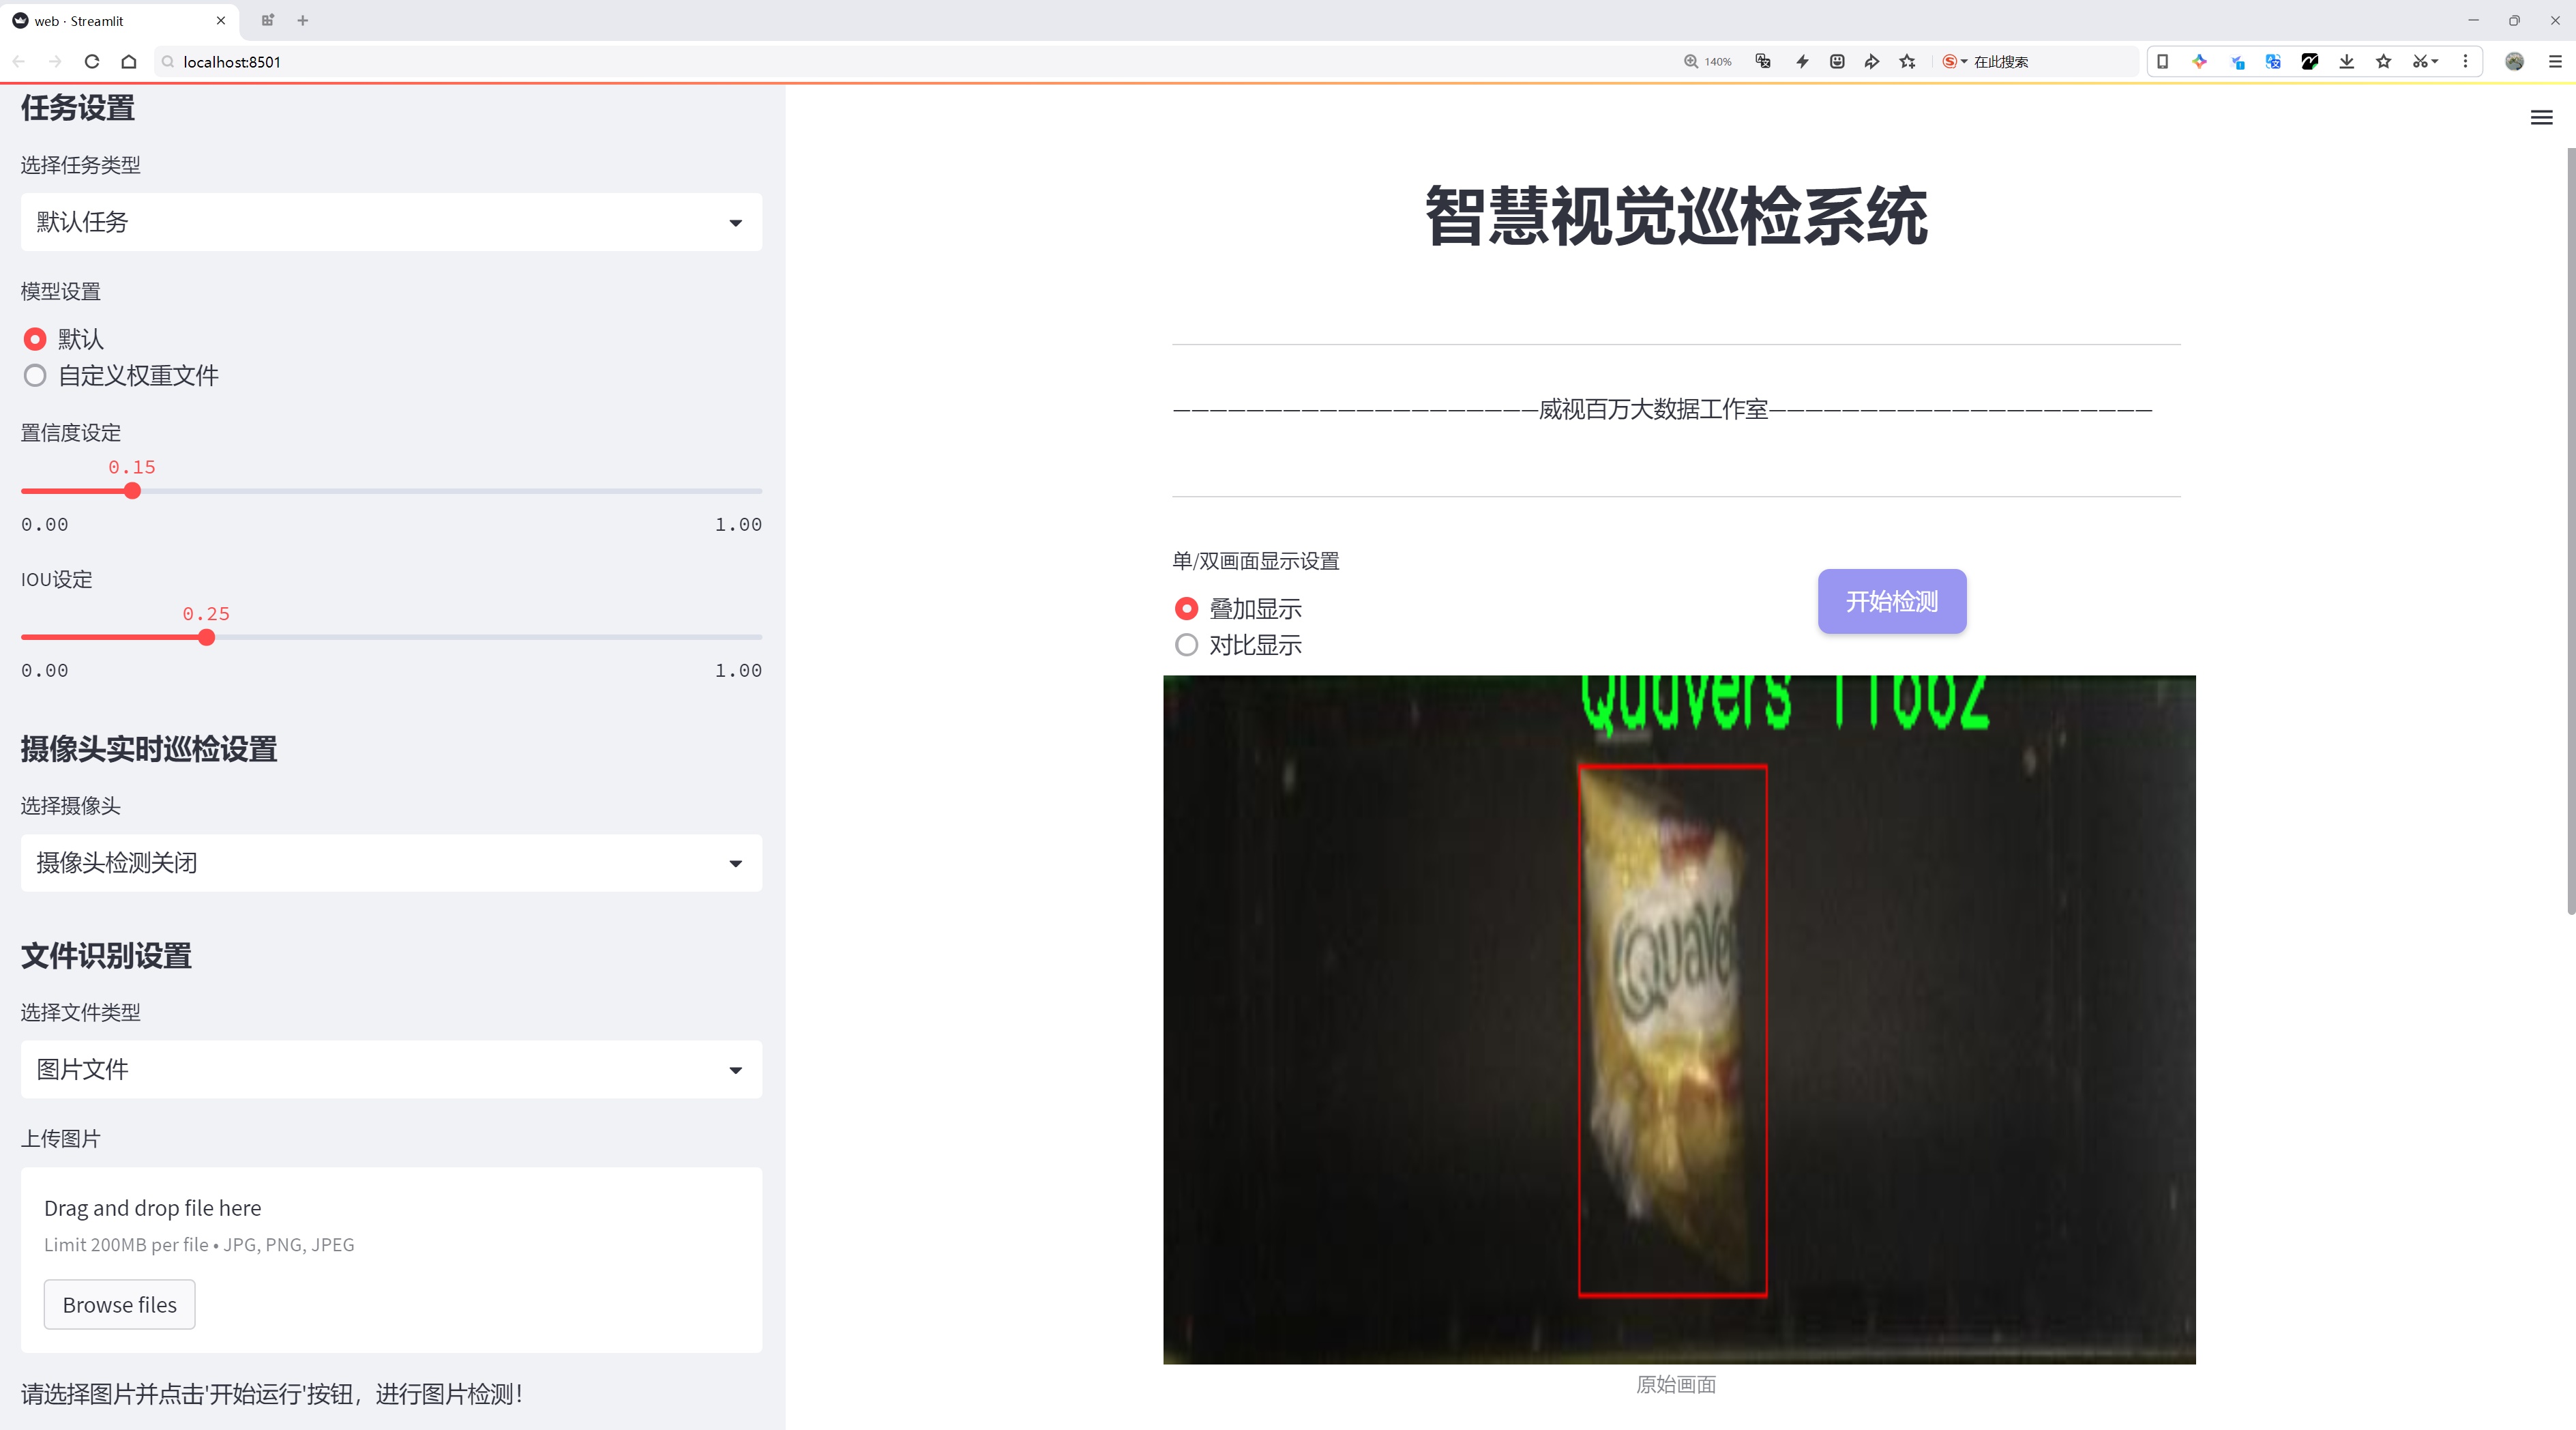 web · Streamlit
localhost:8501
140%
在此搜索
任务设置
选择任务类型
默认任务
模型设置
默认
自定义权重文件
置信度设定
0.15
0.00
1.00
IOU设定
0.25
0.00
1.00
摄像头实时巡检设置
选择摄像头
摄像头检测关闭
文件识别设置
选择文件类型
图片文件
上传图片
Drag and drop file here
Limit 200MB per file • JPG, PNG, JPEG
Browse files
请选择图片并点击'开始运行'按钮，进行图片检测！
智慧视觉巡检系统
————————————————————威视百万大数据工作室—————————————————————
单/双画面显示设置
叠加显示
对比显示
开始检测
Quavers
Quave
原始画面